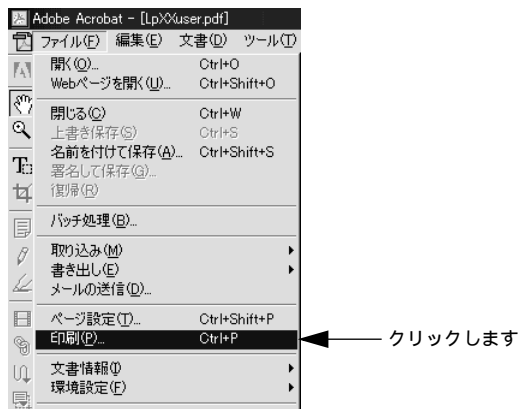 Adobe Acrobat - [LpXXuser.pdf]
ファイル(F) 編集(E) 文書(D) ツール(T)
開く(O)... Ctrl+O
Webページを開く(U)... Ctrl+Shift+O
閉じる(C) Ctrl+W
上書き保存(S) Ctrl+S
名前を付けて保存(A)... Ctrl+Shift+S
署名して保存(G)...
復帰(R)
バッチ処理(B)...
取り込み(M)
書き出し(E)
メールの送信(D)...
ページ設定(T)... Ctrl+Shift+P
印刷(P)... Ctrl+P
クリックします
文書情報(I)
環境設定(F)